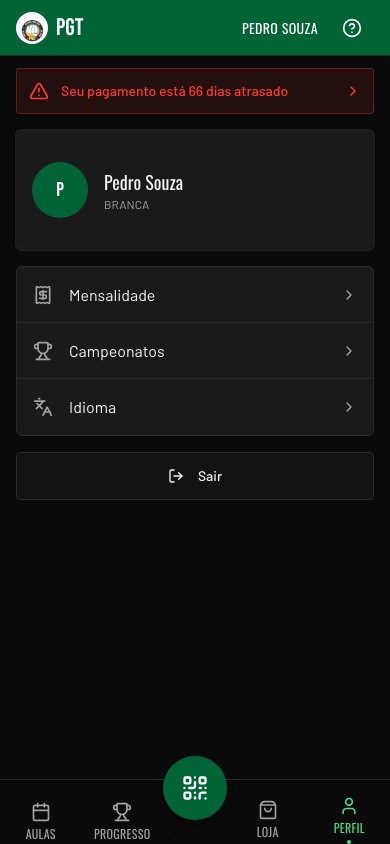 PGT
PEDRO SOUZA
Seu pagamento está 66 dias atrasado
P
Pedro Souza
BRANCA
Mensalidade
Campeonatos
Idioma
Sair
AULAS
PROGRESSO
LOJA
PERFIL